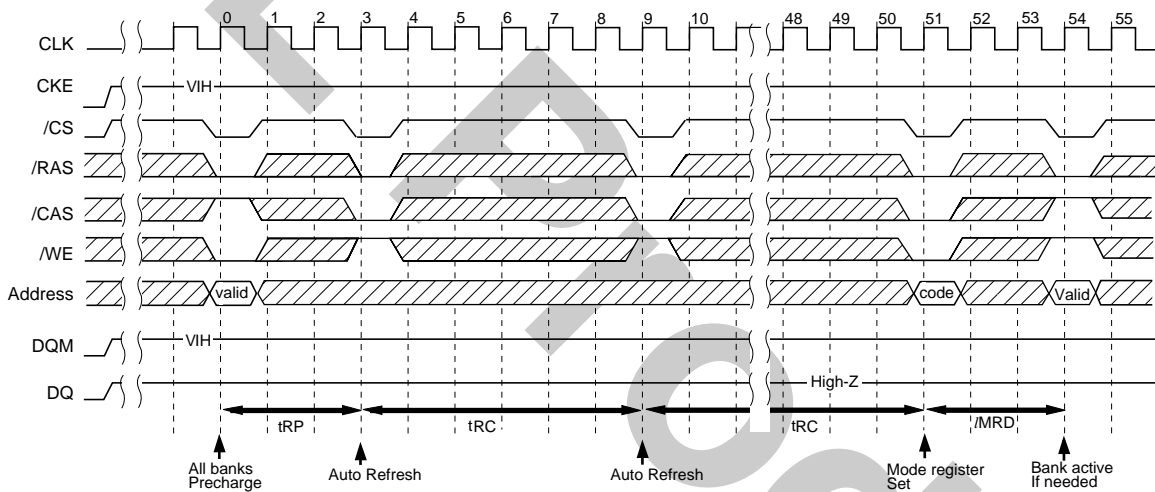 0 1 2 3 4 5 6 7 8 9 10 48 49 50 51 52 53 54 55
CLK
CKE VIH
/CS
/RAS
/CAS
/WE
Address valid code Valid
DQM VIH
DQ High-Z
tRP tRC tRC lMRD
All banks
Precharge
Auto Refresh
Auto Refresh
Mode register
Set
Bank active
If needed